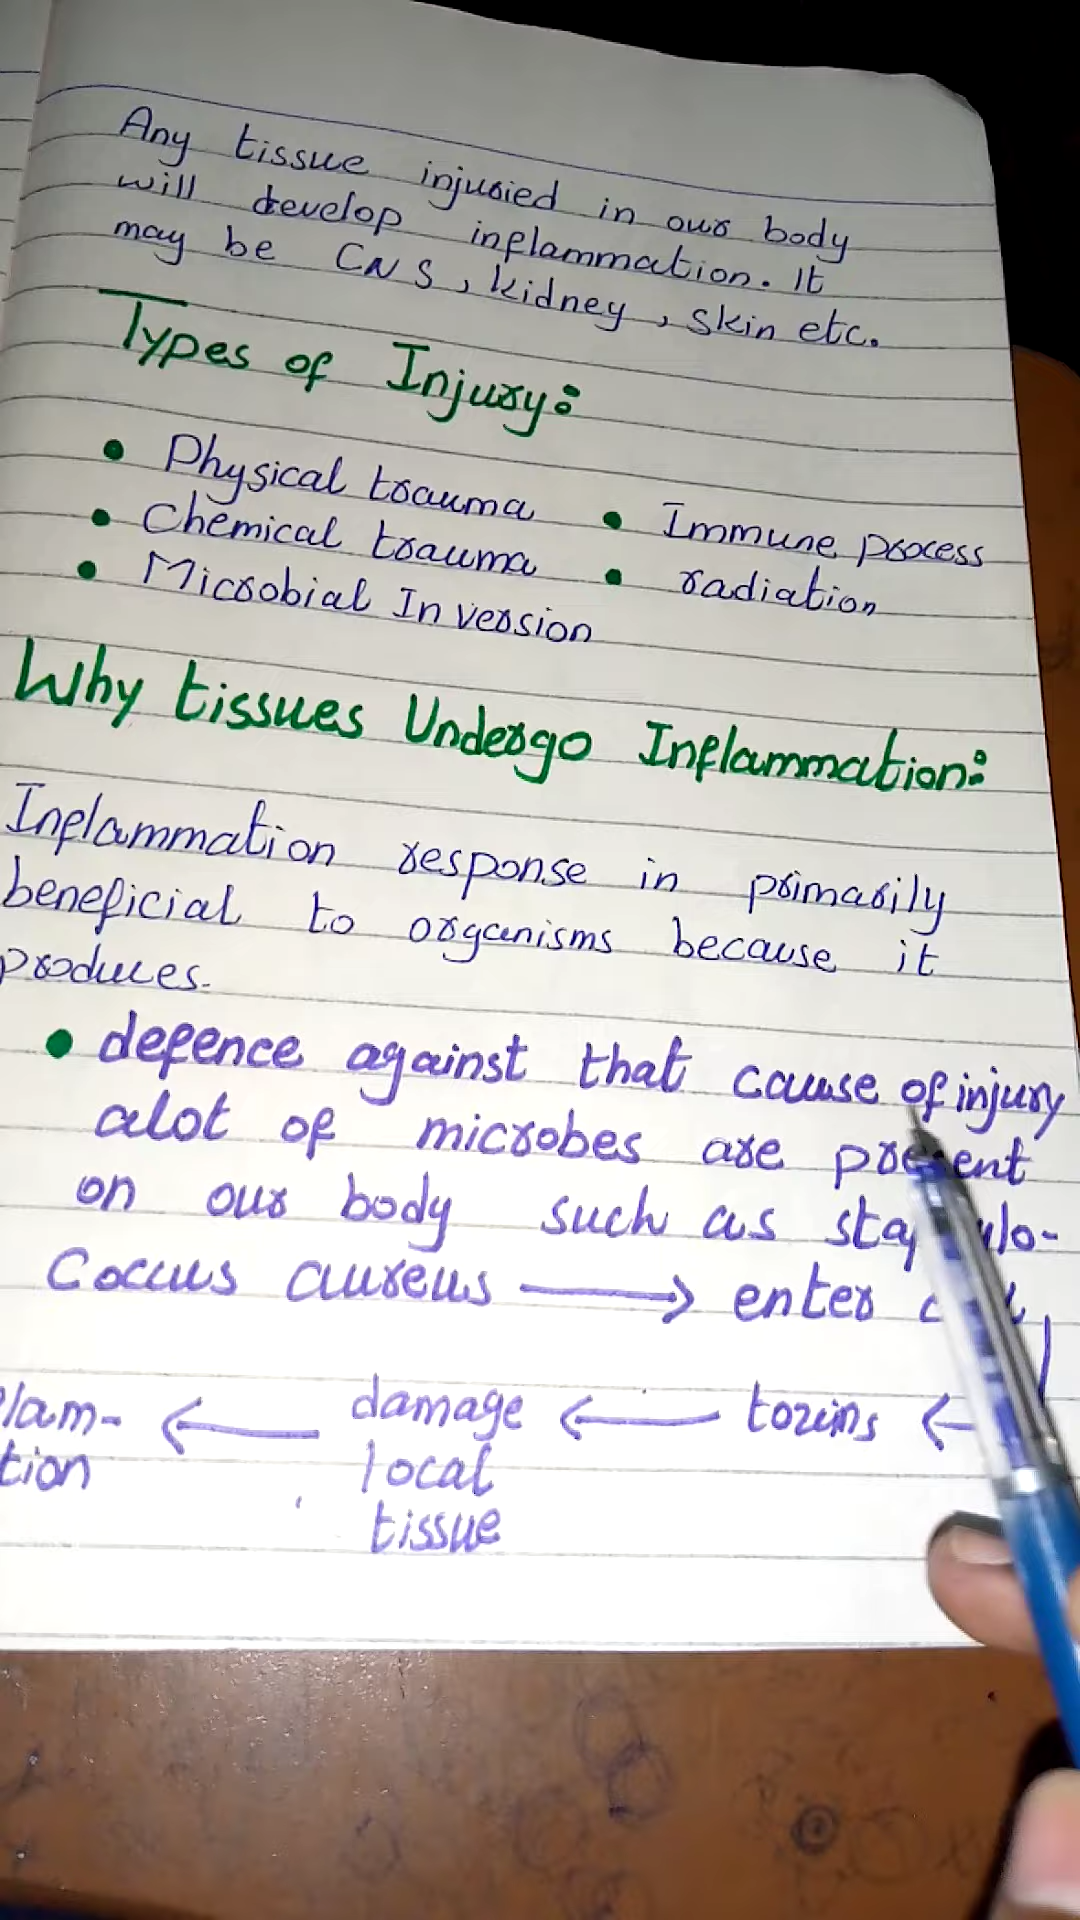 Any tissue injuried in our body
will develop inflammation. It
may be CNS, kidney, skin etc.
Types of Injury:
• Physical trauma • Immune process
• Chemical trauma • radiation
• Microbial Inversion
Why tissues Undergo Inflammation:
Inflammation response in primarily
beneficial to organisms because it
produces.
• defence against that cause of injury
alot of microbes are present
on our body such as
Coccus aureus → enter
damage ← toxins ←
local
tissue